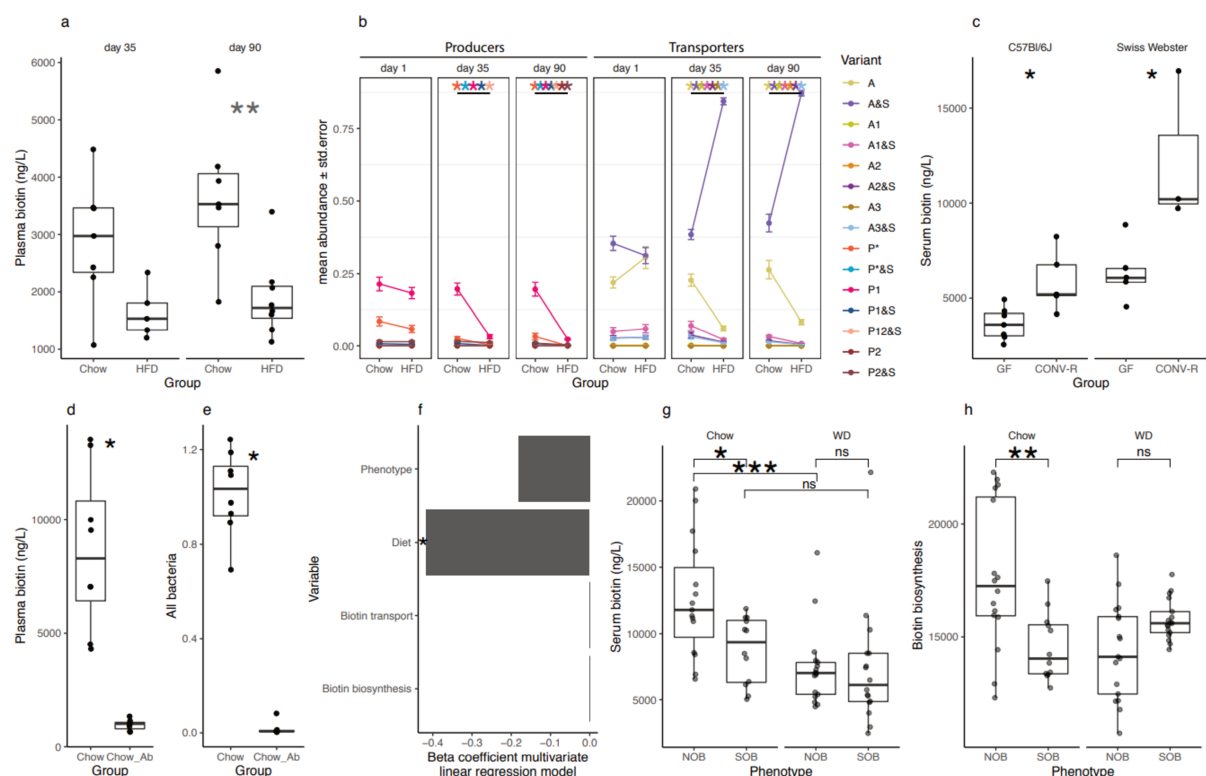 a
day 35
day 90
Plasma biotin (ng/L)
6000
5000
4000
3000
2000
1000
**
Chow
HFD
Chow
HFD
Group
b
Producers
Transporters
day 1
day 35
day 90
day 1
day 35
day 90
mean abundance ± std.error
0.75
0.50
0.25
0.00
Chow HFD
Chow HFD
Chow HFD
Chow HFD
Chow HFD
Chow HFD
Group
Variant
A
A&S
A1
A1&S
A2
A2&S
A3
A3&S
P*
P*&S
P1
P1&S
P12&S
P2
P2&S
c
C57Bl/6J
Swiss Webster
*
*
Serum biotin (ng/L)
15000
10000
5000
GF
CONV-R
GF
CONV-R
Group
d
Plasma biotin (ng/L)
10000
5000
0
*
Chow
Chow_Ab
Group
e
All bacteria
1.2
0.8
0.4
0.0
*
Chow
Chow_Ab
Group
f
Variable
Phenotype
Diet
*
Biotin transport
Biotin biosynthesis
−0.4
−0.3
−0.2
−0.1
0.0
Beta coefficient multivariate
linear regression model
g
Chow
WD
*
ns
***
ns
Serum biotin (ng/L)
20000
15000
10000
5000
NOB
SOB
NOB
SOB
Phenotype
h
Chow
WD
**
ns
Biotin biosynthesis
20000
15000
NOB
SOB
NOB
SOB
Phenotype